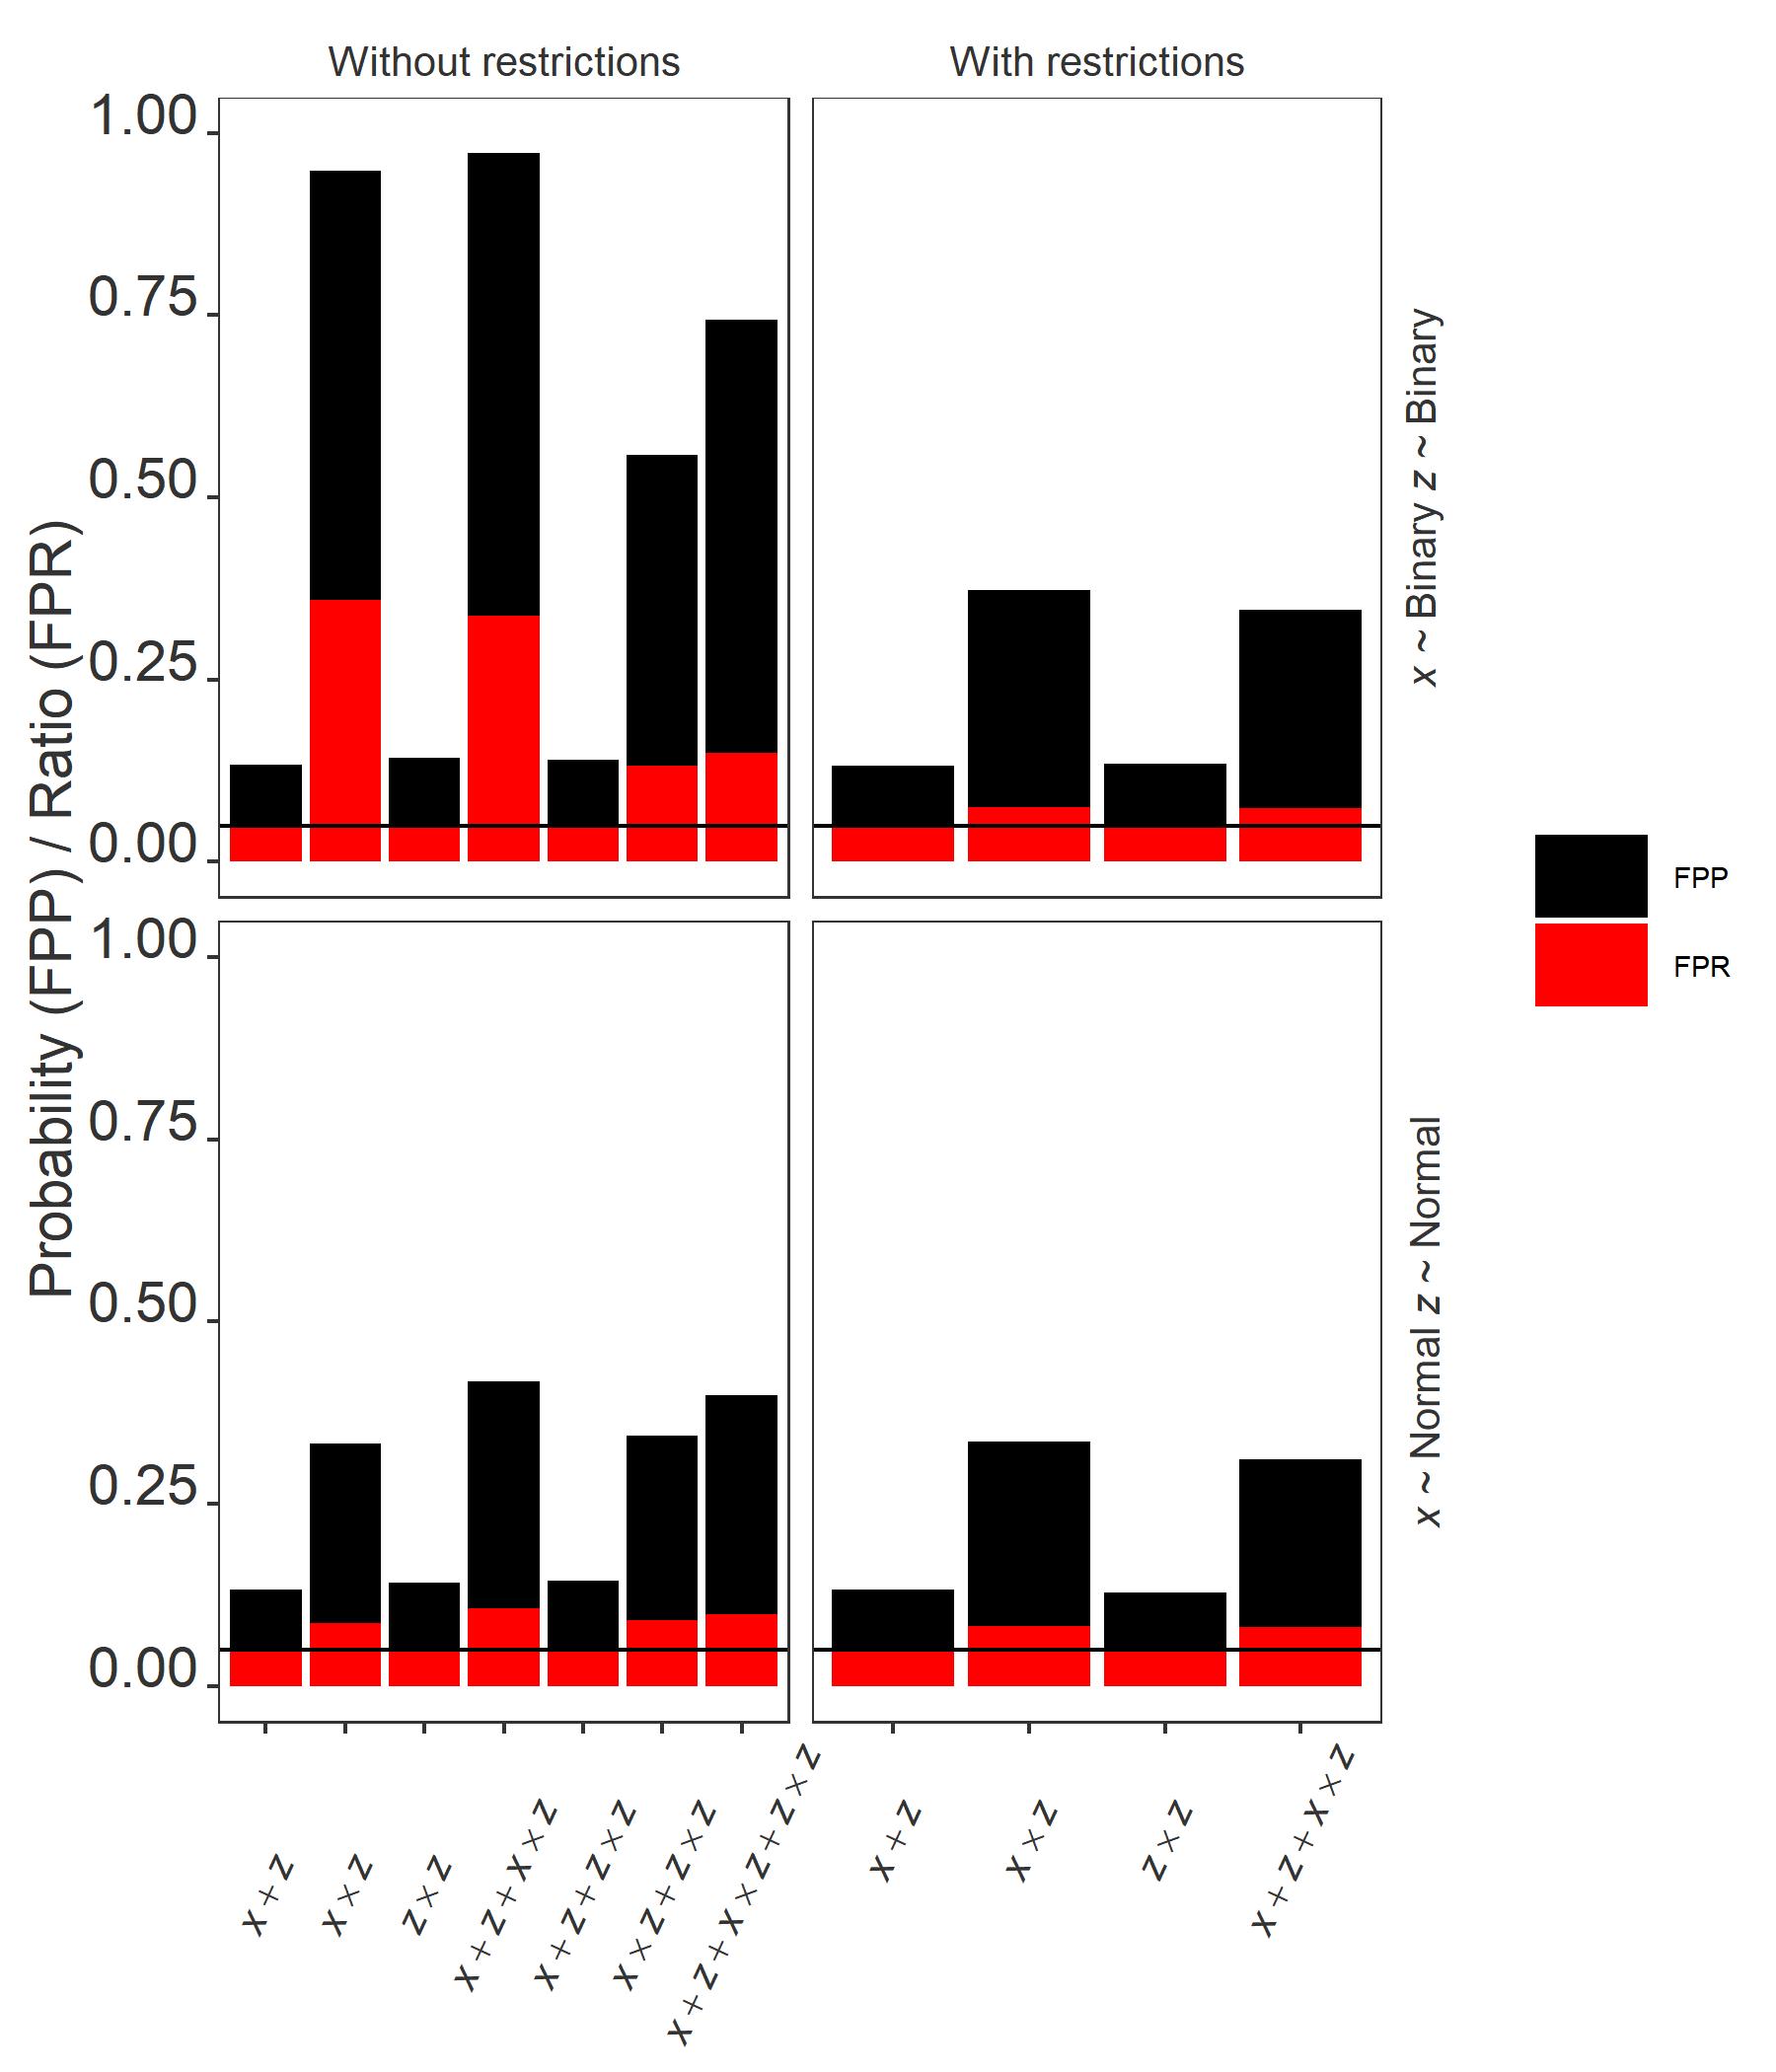 Without restrictions
With restrictions
Probability (FPP) / Ratio (FPR)
1.00
0.75
0.50
0.25
0.00
x ~ Binary z ~ Binary
1.00
0.75
0.50
0.25
0.00
x ~ Normal z ~ Normal
FPP
FPR
x + z
x × z
z × z
x + z + x × z
x + z + z × z
x × z + z × z
x + z + x × z + z × z
x + z
x × z
z × z
x + z + x × z